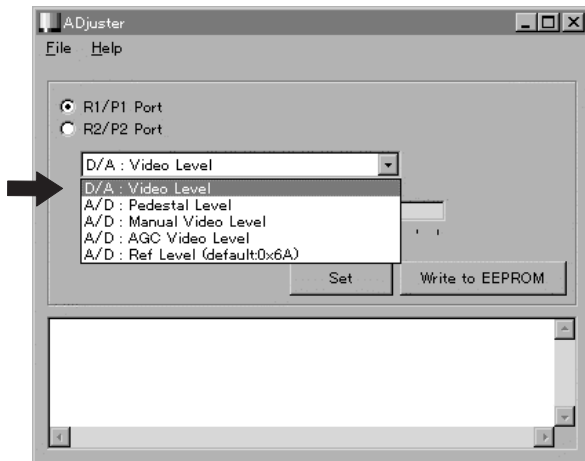 ADjuster
File Help
R1/P1 Port
R2/P2 Port
D/A : Video Level
D/A : Video Level
A/D : Pedestal Level
A/D : Manual Video Level
A/D : AGC Video Level
A/D : Ref Level (default:0x6A)
Set Write to EEPROM